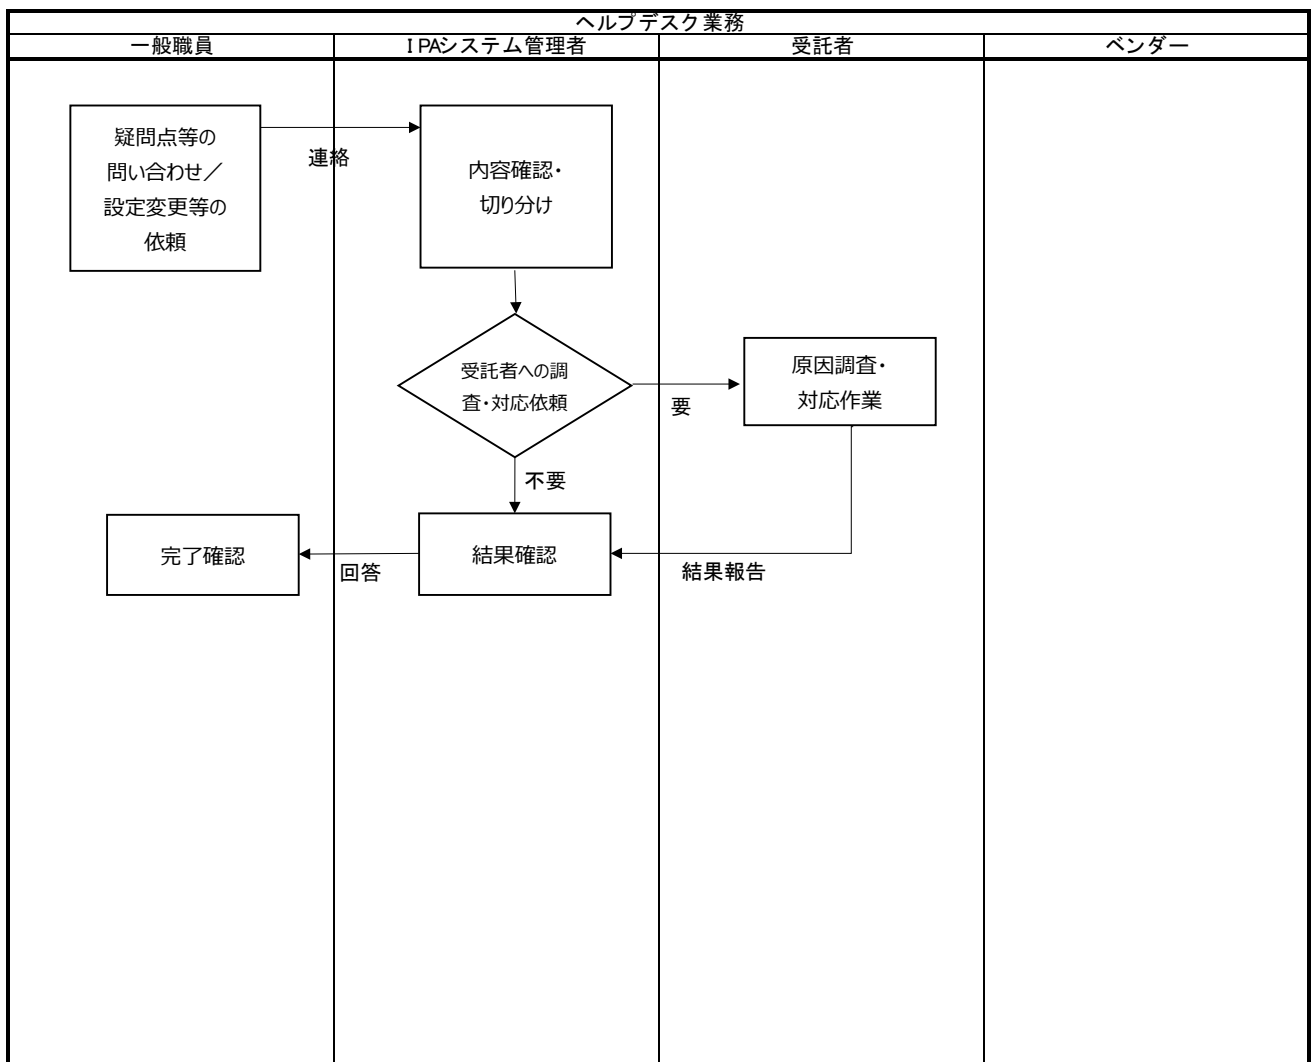 ヘルプデスク業務
一般職員
IPAシステム管理者
受託者
ベンダー
疑問点等の
問い合わせ／
設定変更等の
依頼
連絡
内容確認・
切り分け
受託者への調
査・対応依頼
要
原因調査・
対応作業
不要
完了確認
回答
結果確認
結果報告